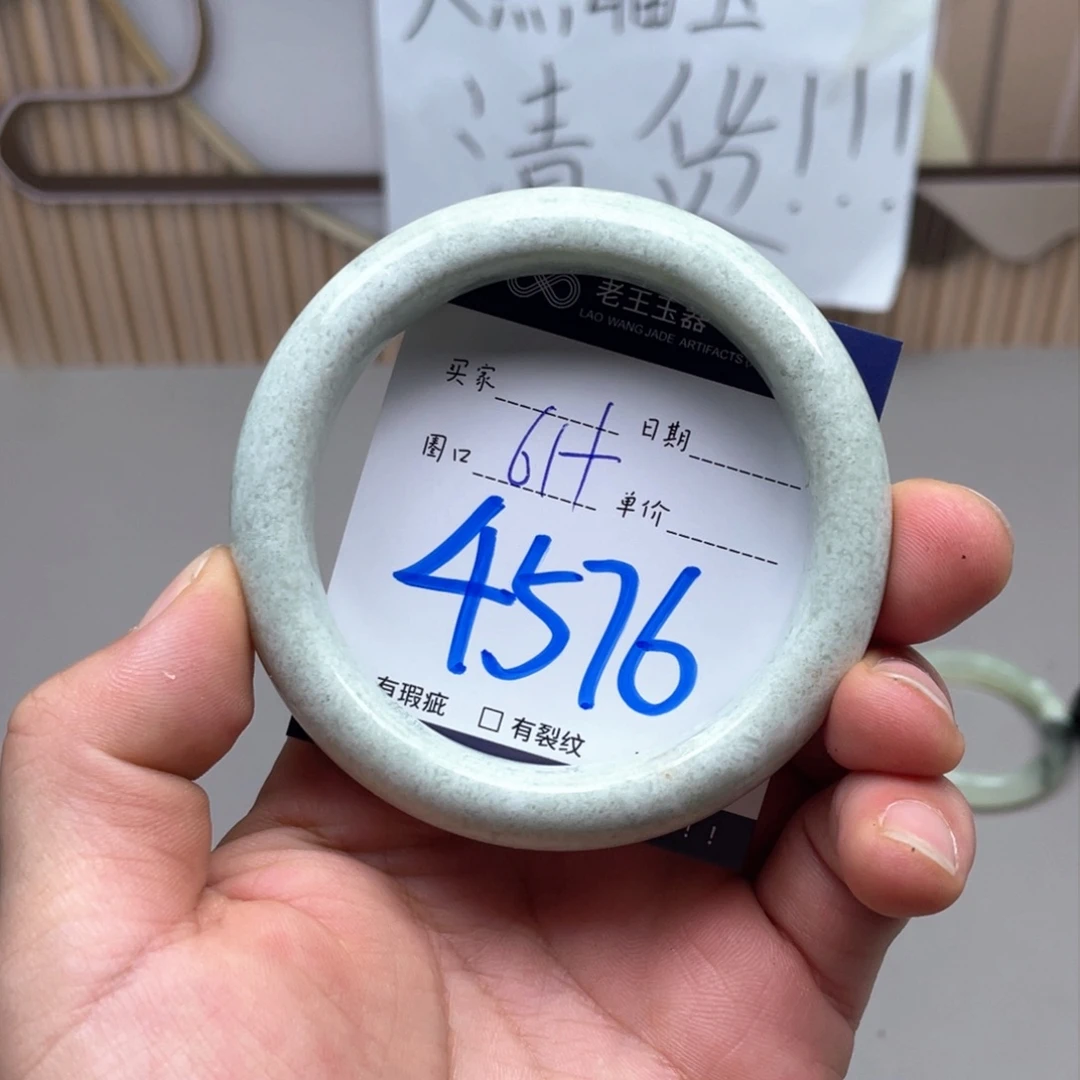 清货!!!
老王玉器
LAO WANG JADE ARTIFACTS
买家 日期
圈口 61+ 单价
4576
有瑕疵 □ 有裂纹
!!